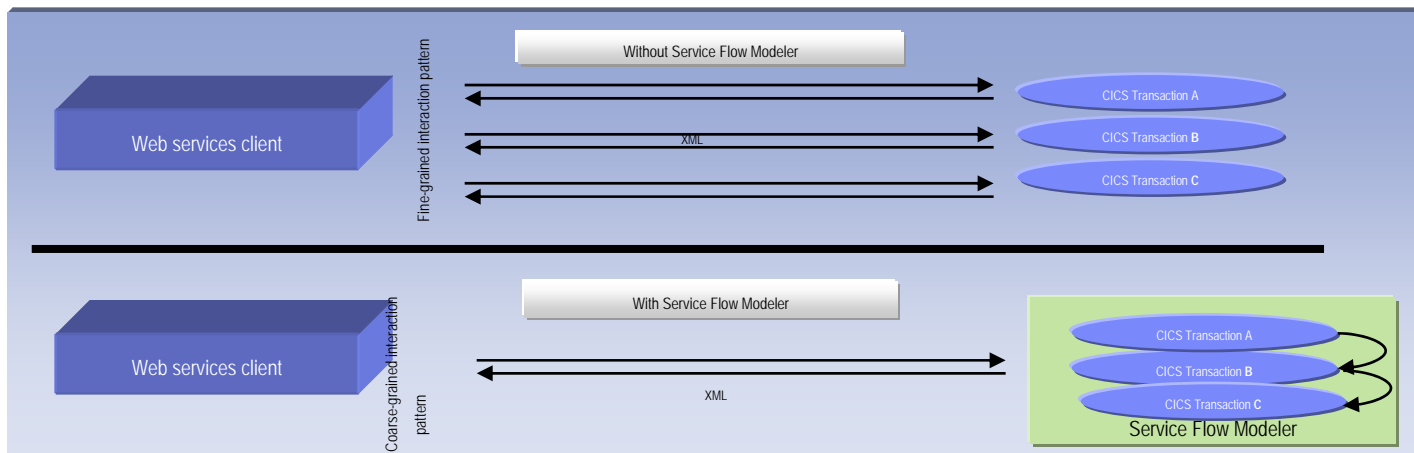 Without Service Flow Modeler
Web services client
Fine-grained interaction pattern
XML
CICS Transaction A
CICS Transaction B
CICS Transaction C
With Service Flow Modeler
Web services client
Coarse-grained interaction
pattern
XML
CICS Transaction A
CICS Transaction B
CICS Transaction C
Service Flow Modeler